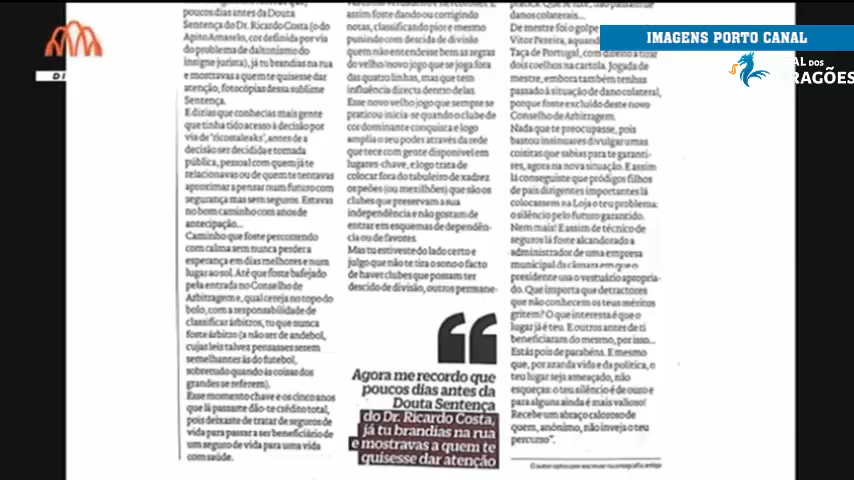 IMAGENS PORTO CANAL
DI
AL DOS
RAGÕES
poucos dias antes da Douta
Sentença do Dr. Ricardo Costa (o do
Apito Amarelo, cor definida por via
do problema de daltonismo do
insigne jurista), já tu brandias na rua
e mostravas a quem te quisesse dar
atenção, fotocópias dessa sublime
Sentença.
E dizias que conhecias mais gente
que tinha tido acesso à decisão por
via de "ricostaleaks", antes de a
decisão ser decidida e tornada
pública, pessoal com quem já te
relacionavas ou de quem te tentavas
aproximar a pensar num futuro com
segurança mas sem seguros. Estavas
no bom caminho com anos de
antecipação...
Caminho que foste percorrendo
com calma sem nunca perder a
esperança em dias melhores e num
lugar ao sol. Até que foste bafejado
pela entrada no Conselho de
Arbitragem e, qual cereja no topo do
bolo, com a responsabilidade de
classificar árbitros, tu que nunca
foste árbitro (a não ser de andebol,
cujas leis talvez pensasses serem
semelhantes às do futebol,
sobretudo quando às coisas dos
grandes se referem).
Esse momento chave e os cinco anos
que lá passaste dão-te crédito total,
pois deixaste de tratar de seguros de
vida para passar a ser beneficiário de
um seguro de vida para uma vida
com saúde.
assim foste dando ou corrigindo
notas, classificando pior e mesmo
punindo com descida de divisão
quem não entendesse bem as regras
do velho/novo jogo que se joga fora
das quatro linhas, mas que tem
influência directa dentro delas.
Esse novo velho jogo que sempre se
praticou inicia-se quando o clube de
cor dominante conquista e logo
amplia o seu poder através da rede
que tece com gente disponível em
lugares-chave, e logo trata de
colocar fora do tabuleiro de xadrez
os peões (ou mexilhões) que são os
clubes que preservam a sua
independência e não gostam de
entrar em esquemas de dependên-
cia ou de favores.
Mas tu estiveste do lado certo e
julgo que não te tira o sono o facto
de haver clubes que possam ser
descido de divisão, outros permane-
“
Agora me recordo que
poucos dias antes da
Douta Sentença
do Dr. Ricardo Costa,
já tu brandias na rua
e mostravas a quem te
quisesse dar atenção
danos colaterais...
De mestre foi o golpe
Vítor Pereira, aquando
Taça de Portugal, com direito a tirar
dois coelhos na cartola. Jogada de
mestre, embora também tenhas
passado à situação de dano colateral,
porque foste excluído deste novo
Conselho de Arbitragem.
Nada que te preocupasse, pois
bastou insinuares divulgar umas
coisitas que sabias para te garanti-
res, agora na nova situação. E assim
lá conseguiste que pródigos filhos
de pais dirigentes importantes lá
colocassem na Loja o teu problema:
o silêncio pelo futuro garantido.
Nem mais! E assim de técnico de
seguros lá foste alcandorado a
administrador de uma empresa
municipal da câmara em que o
presidente usa o vestuário apropria-
do. Que importa que detractores
que não conhecem os teus méritos
gritem? O que interessa é que o
lugar já é teu. E outros antes de ti
beneficiaram do mesmo, por isso...
Estás pois de parabéns. E mesmo
que, por azar da vida e da política, o
teu lugar seja ameaçado, não
esqueças: o teu silêncio é de ouro e
para alguns ainda é mais valioso!
Recebe um abraço caloroso de
quem, anónimo, não inveja o teu
percurso".
O autor optou por escrever na ortografia antiga